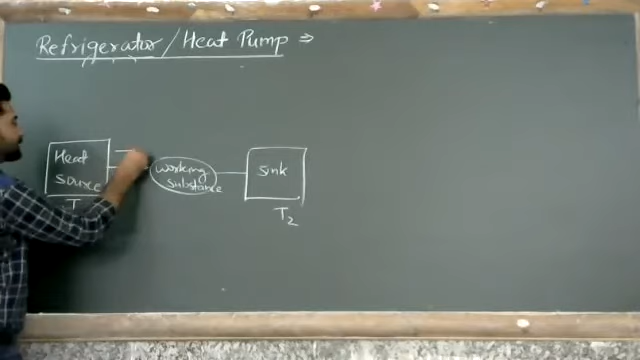 Refrigerator / Heat Pump ⇒
Heat
Source
T
working
substance
Sink
T₂